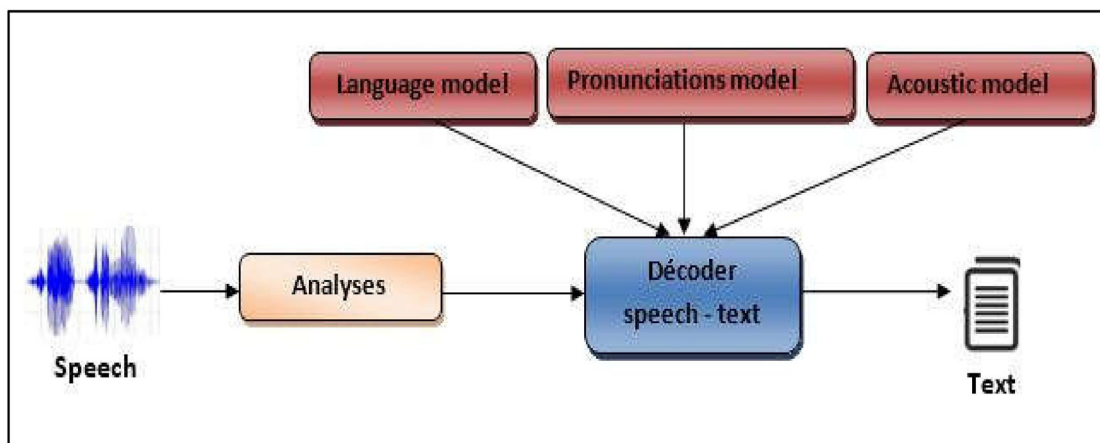 Language model
Pronunciations model
Acoustic model
Speech
Analyses
Décoder
speech - text
Text